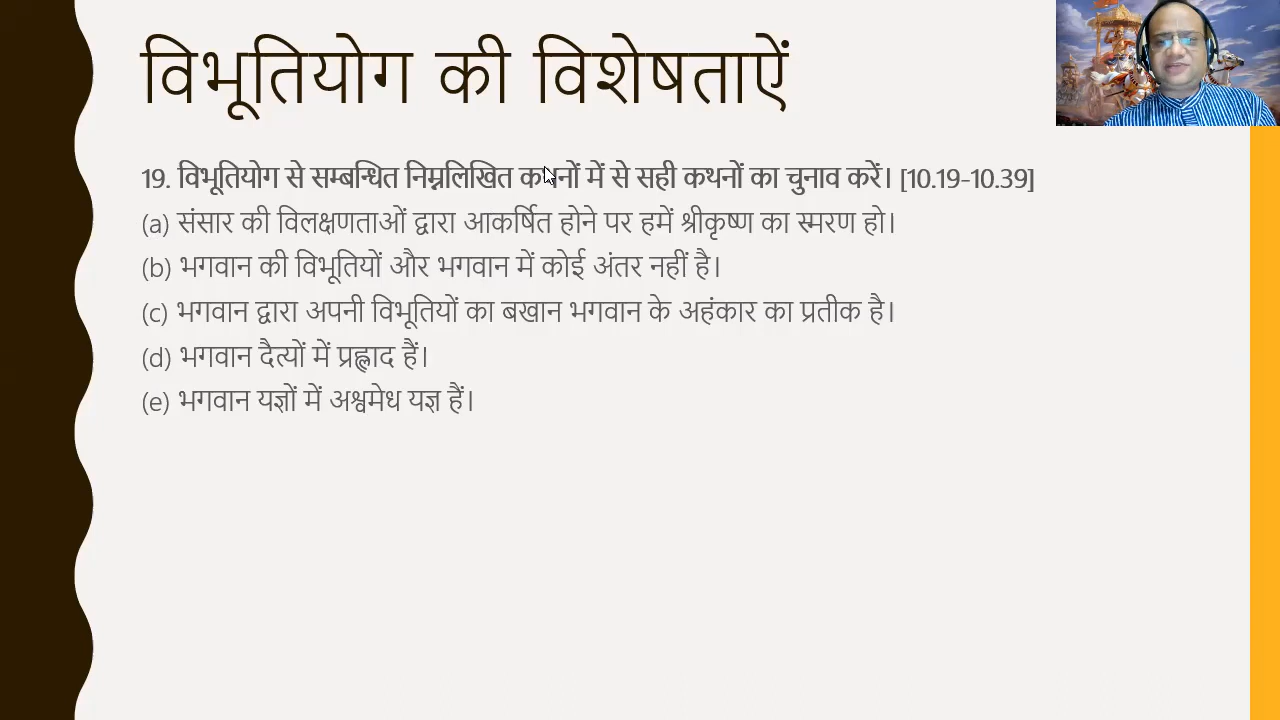 विभूतियोग की विशेषताऐं
19. विभूतियोग से सम्बन्धित निम्नलिखित कथनों में से सही कथनों का चुनाव करें। [10.19-10.39]
(a) संसार की विलक्षणताओं द्वारा आकर्षित होने पर हमें श्रीकृष्ण का स्मरण हो।
(b) भगवान की विभूतियों और भगवान में कोई अंतर नहीं है।
(c) भगवान द्वारा अपनी विभूतियों का बखान भगवान के अहंकार का प्रतीक है।
(d) भगवान दैत्यों में प्रह्लाद हैं।
(e) भगवान यज्ञों में अश्वमेध यज्ञ हैं।